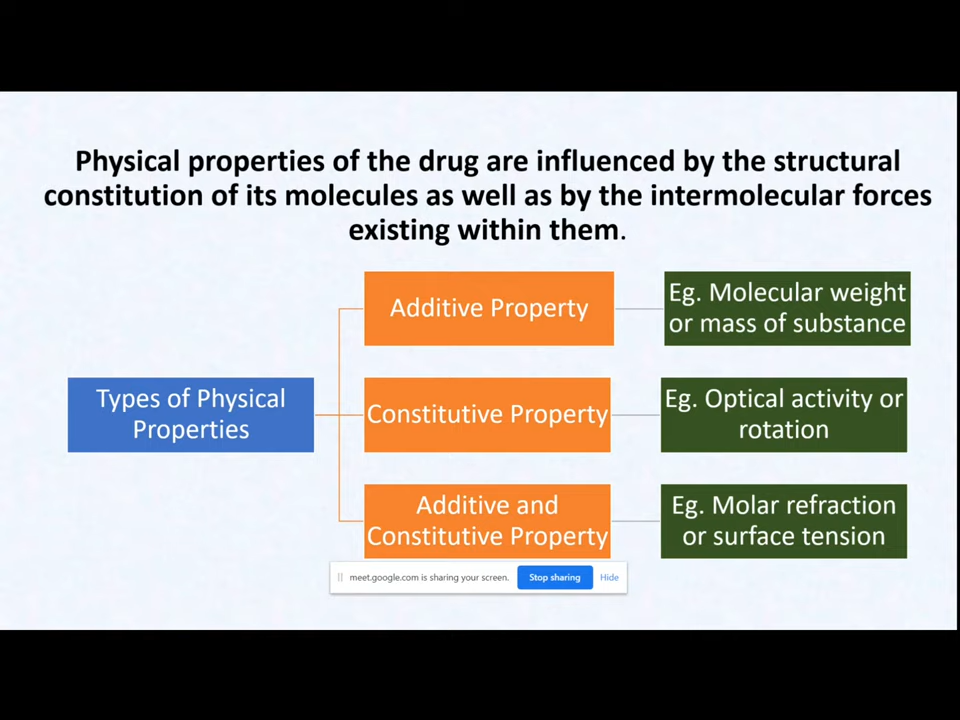 Physical properties of the drug are influenced by the structural
constitution of its molecules as well as by the intermolecular forces
existing within them.
Additive Property
Eg. Molecular weight
or mass of substance
Types of Physical
Properties
Constitutive Property
Eg. Optical activity or
rotation
Additive and
Constitutive Property
Eg. Molar refraction
or surface tension
meet.google.com is sharing your screen.
Stop sharing
Hide